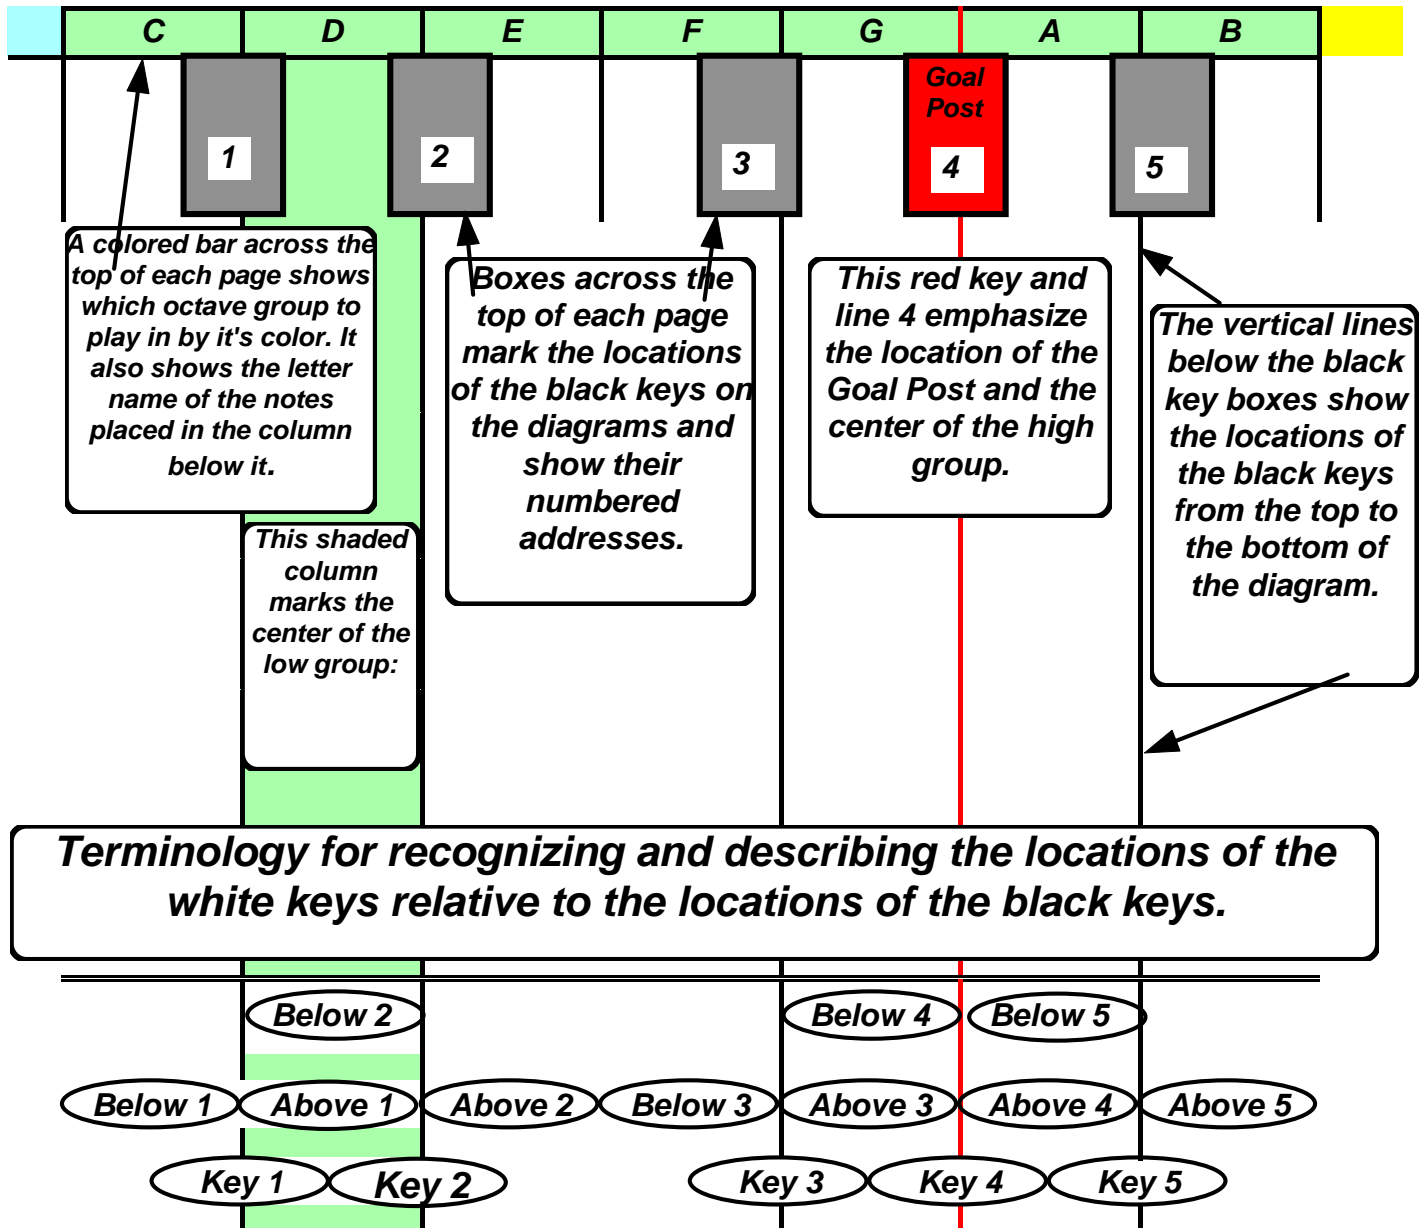 C D E F G A B
Goal
Post
1 2 3 4 5
A colored bar across the
top of each page shows
which octave group to
play in by it's color. It
also shows the letter
name of the notes
placed in the column
below it.
This shaded
column
marks the
center of the
low group:
Boxes across the
top of each page
mark the locations
of the black keys on
the diagrams and
show their
numbered
addresses.
This red key and
line 4 emphasize
the location of the
Goal Post and the
center of the high
group.
The vertical lines
below the black
key boxes show
the locations of
the black keys
from the top to
the bottom of
the diagram.
Terminology for recognizing and describing the locations of the
white keys relative to the locations of the black keys.
Below 2 Below 4 Below 5
Below 1 Above 1 Above 2 Below 3 Above 3 Above 4 Above 5
Key 1 Key 2 Key 3 Key 4 Key 5